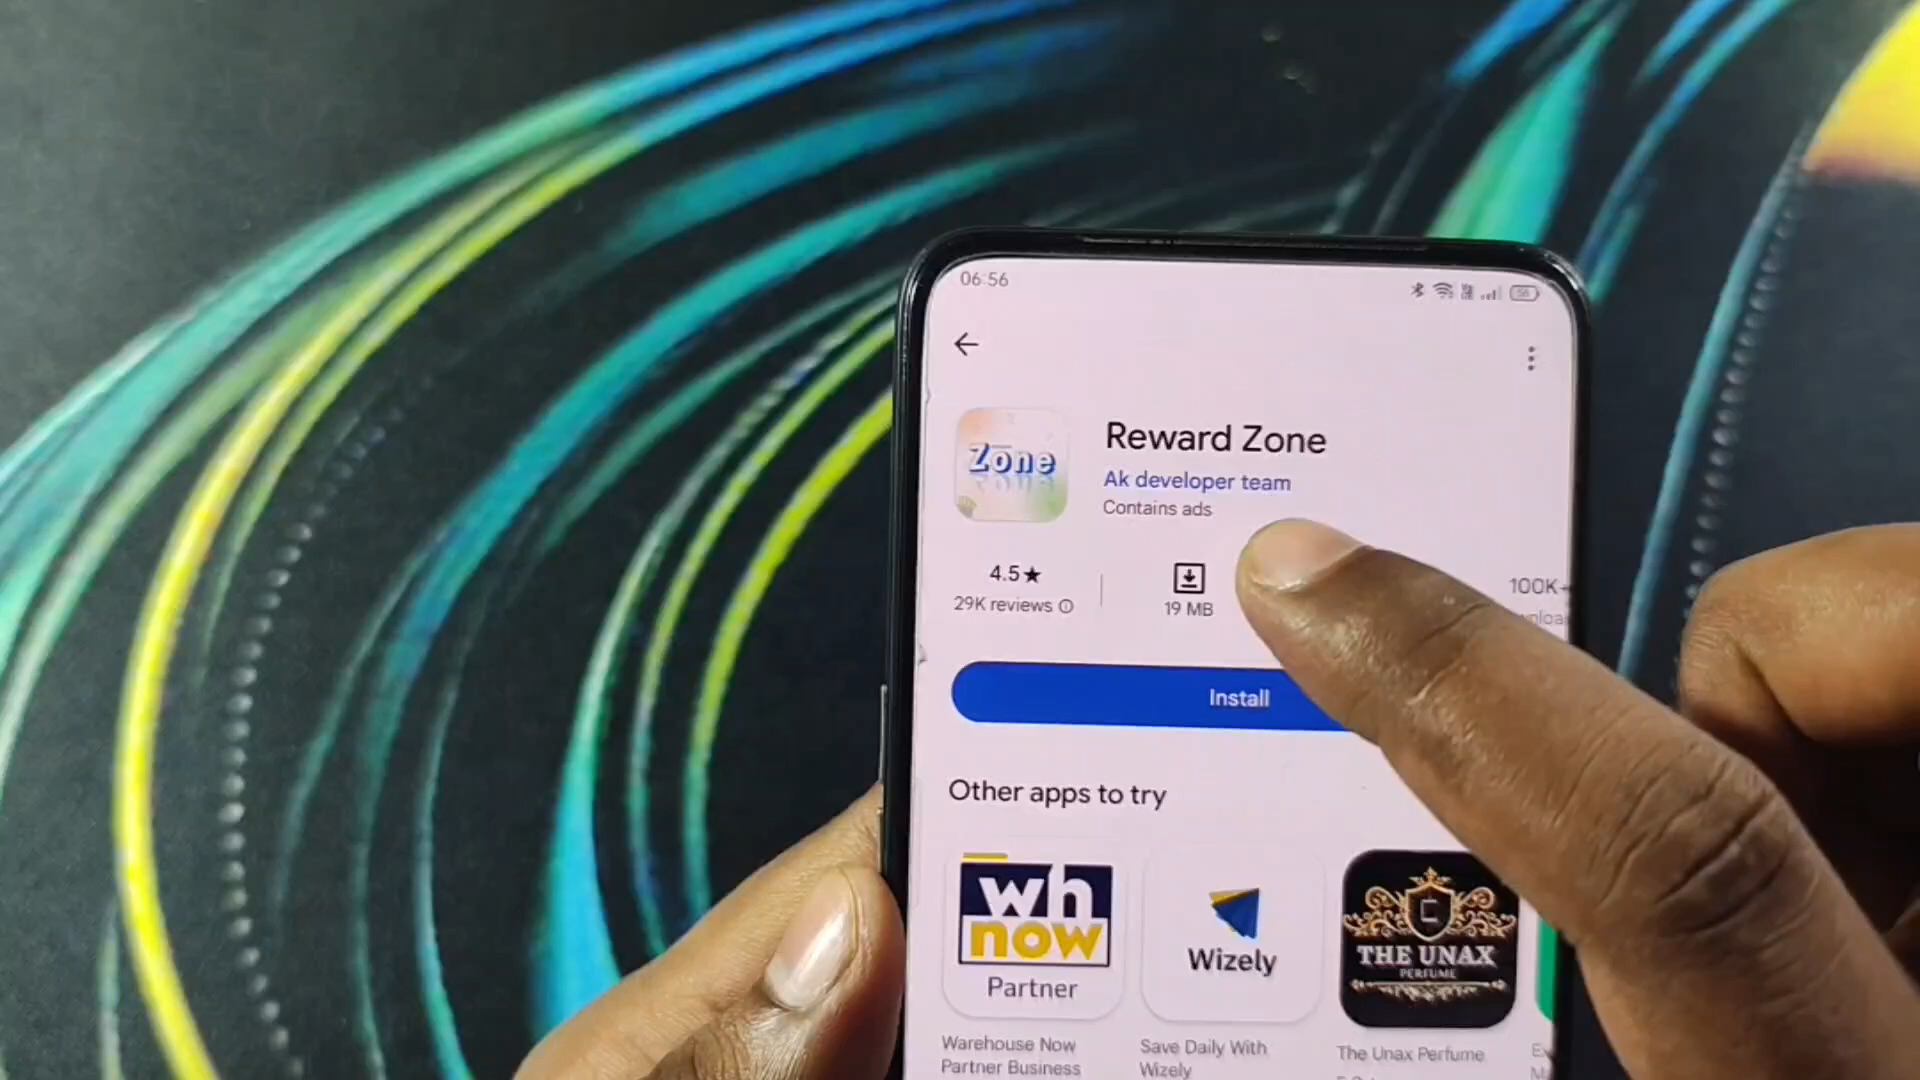 06:56
56
Zone
Reward Zone
Ak developer team
Contains ads
4.5★
29K reviews
19 MB
100K+
Install
Other apps to try
wh
now
Partner
Wizely
THE UNAX
PERFUME
Warehouse Now
Partner Business
Save Daily With
Wizely
The Unax Perfume